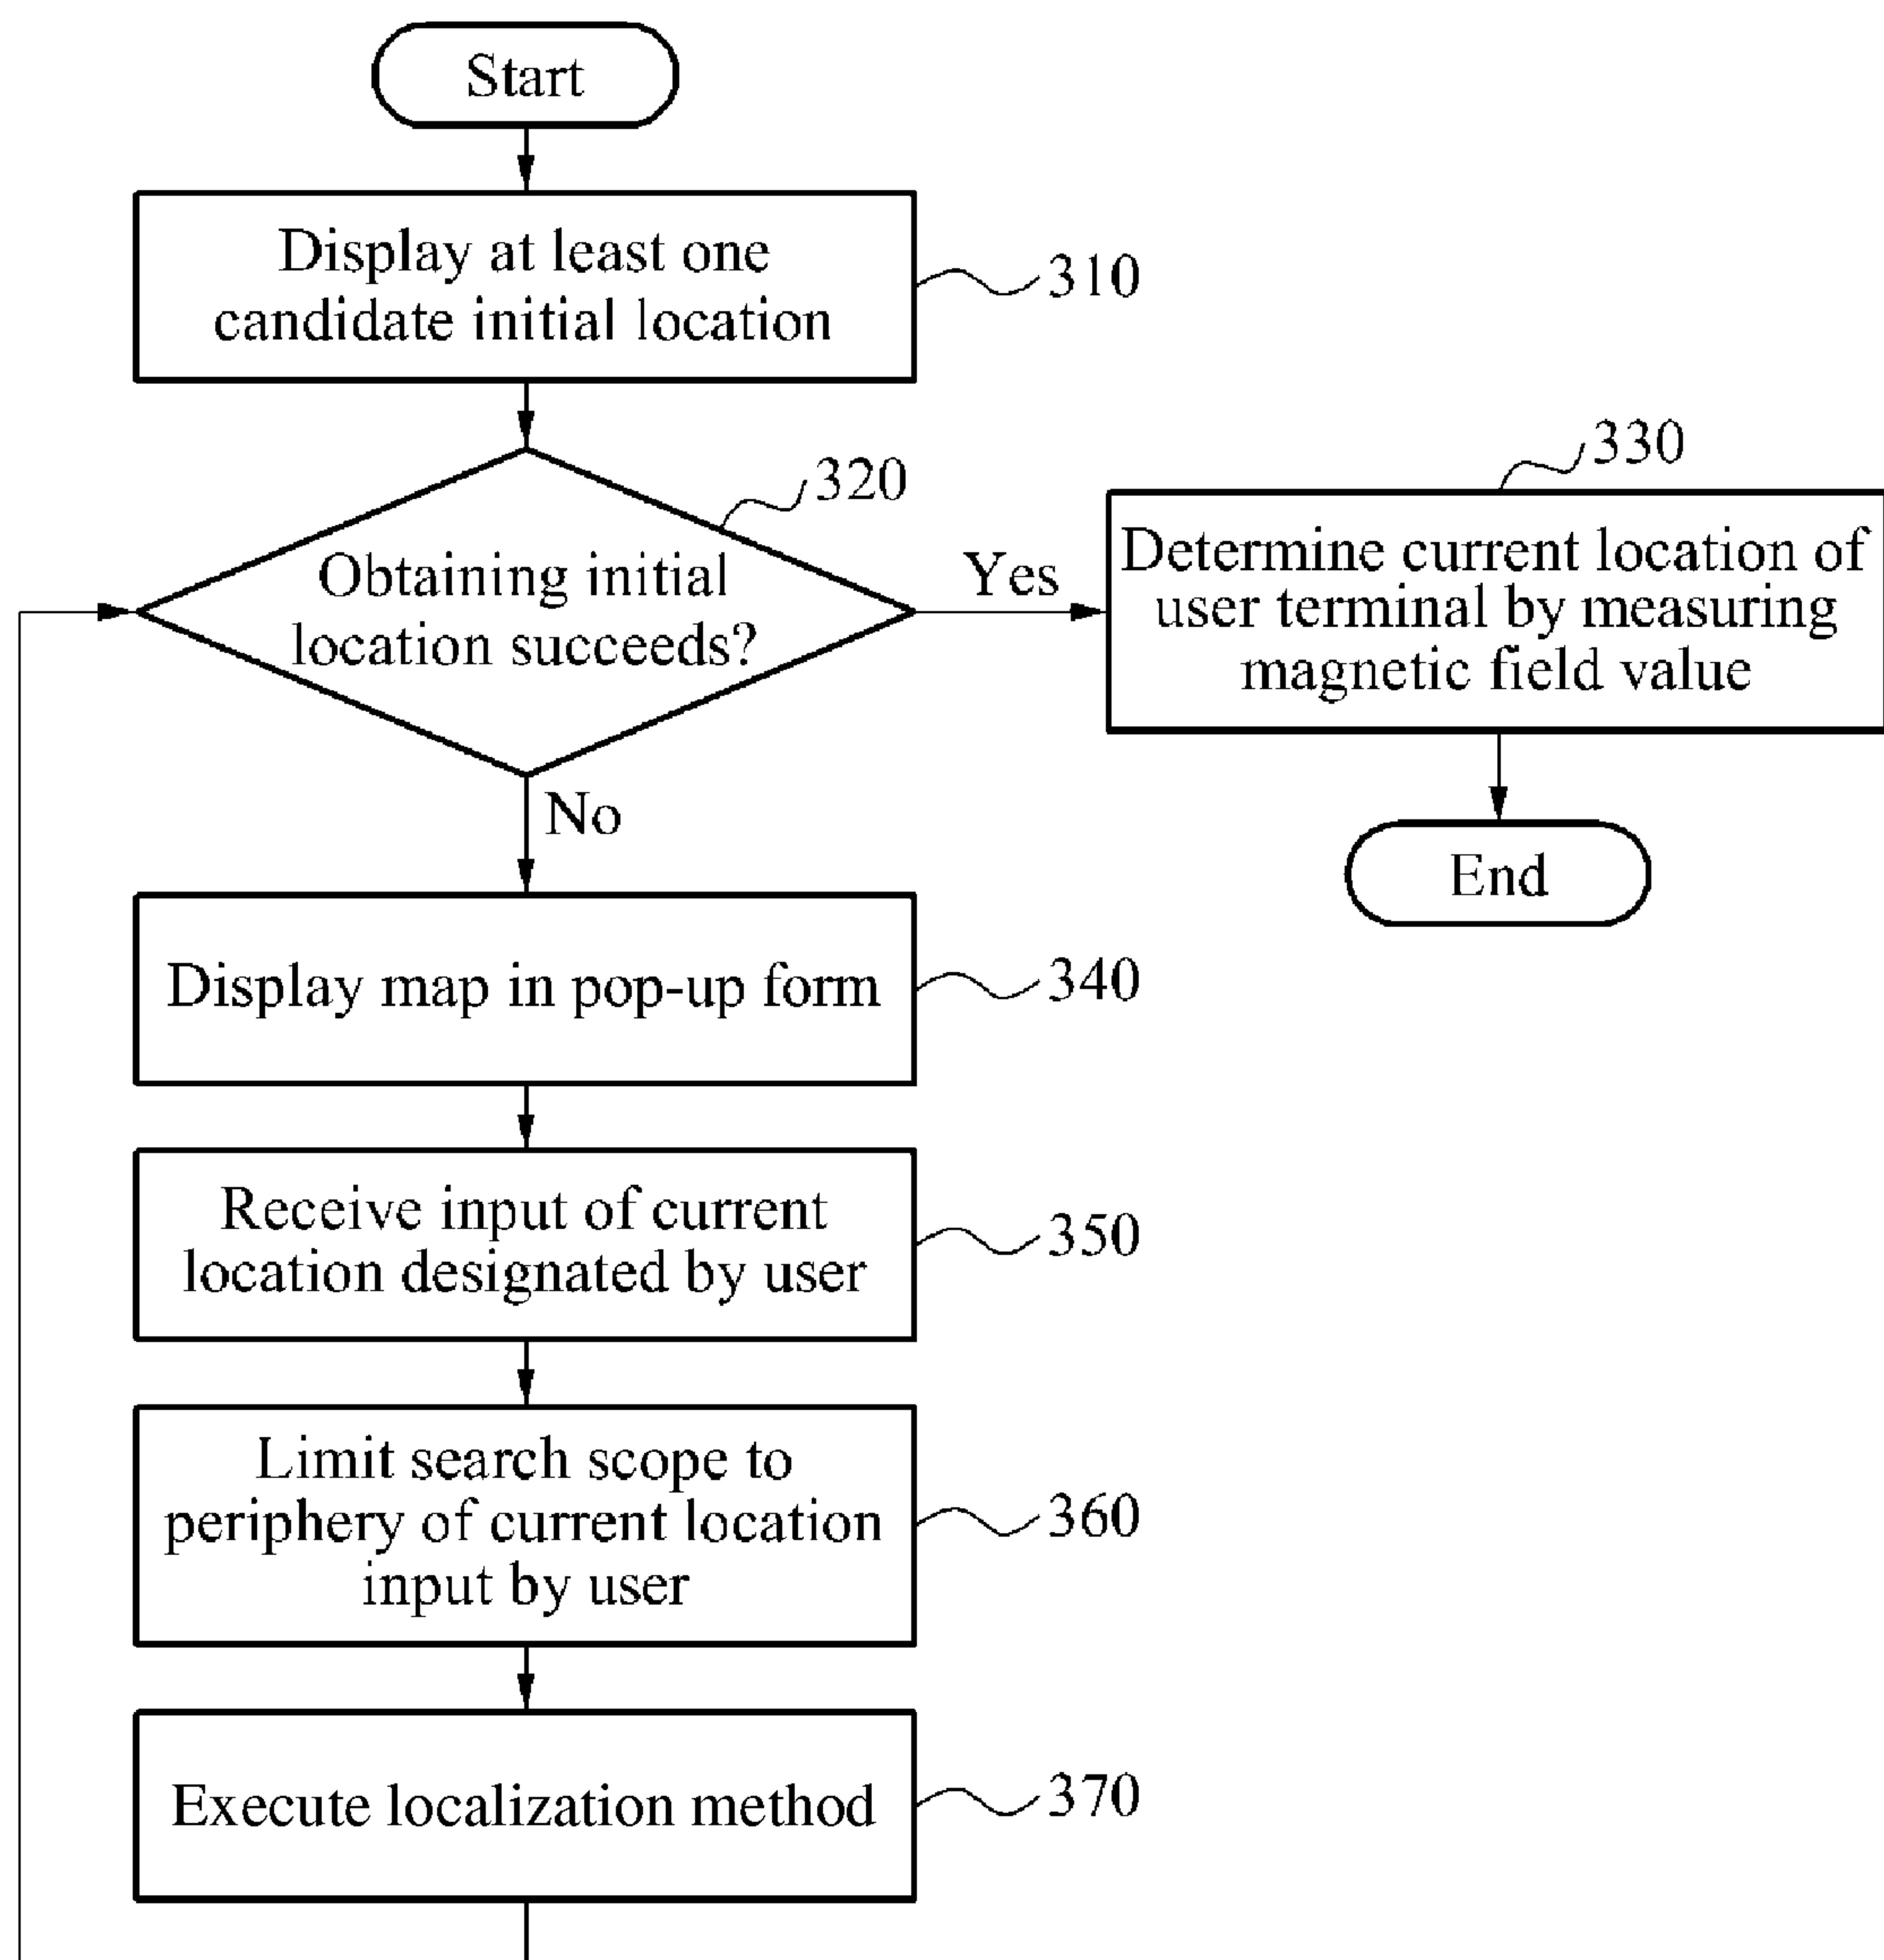 Start
Display at least one
candidate initial location
310
320
Obtaining initial
location succeeds?
Yes
330
Determine current location of
user terminal by measuring
magnetic field value
End
No
Display map in pop-up form
340
Receive input of current
location designated by user
350
Limit search scope to
periphery of current location
input by user
360
Execute localization method
370